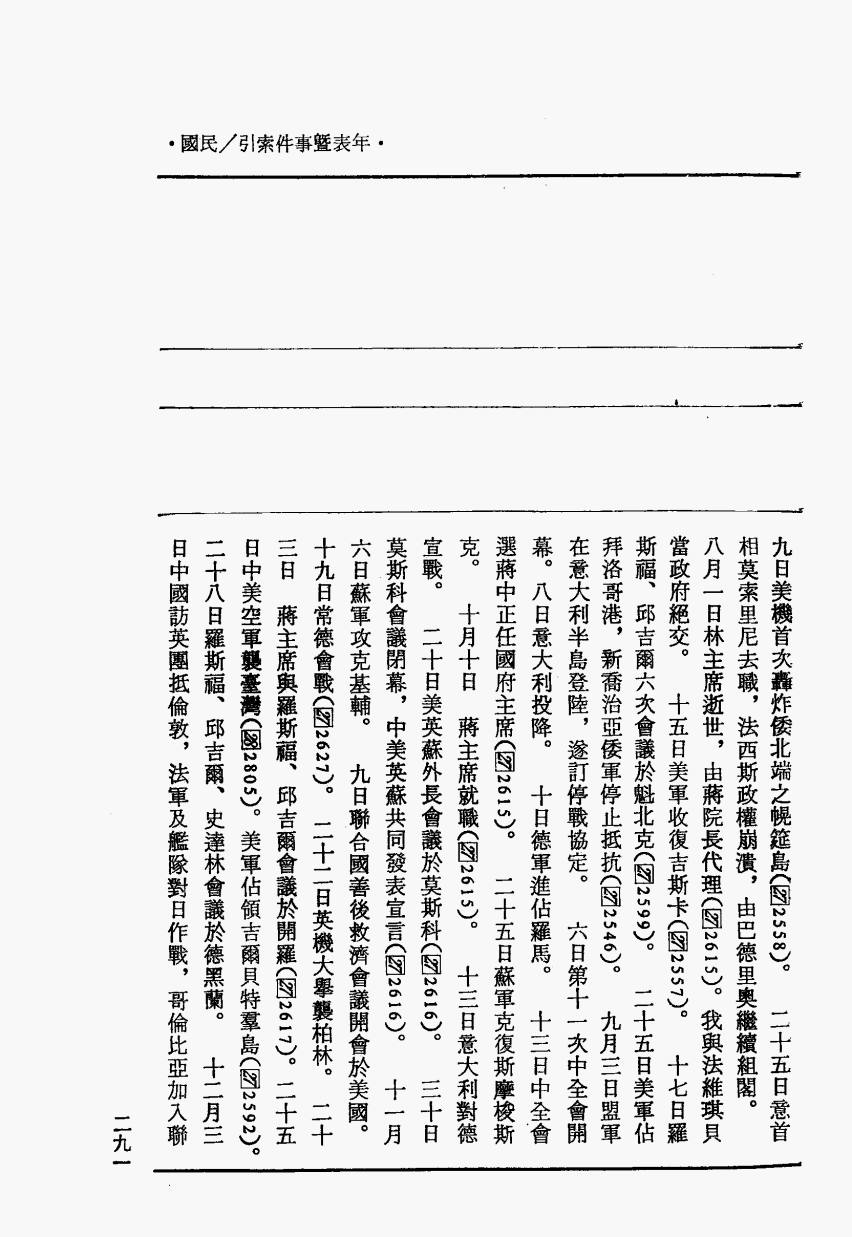 ·國民/引索件事暨表年·
九日美機首次轟炸倭北端之幌筵島(2558)。　二十五日意首
相莫索里尼去職，法西斯政權崩潰，由巴德里奧繼續組閣。
八月一日林主席逝世，由蔣院長代理(2615)。我與法維琪貝
當政府絕交。　十五日美軍收復吉斯卡(2557)。　十七日羅
斯福、邱吉爾六次會議於魁北克(2599)。　二十五日美軍佔
拜洛哥港，新喬治亞倭軍停止抵抗(2546)。　九月三日盟軍
在意大利半島登陸，遂訂停戰協定。　六日第十一次中全會開
幕。八日意大利投降。　十日德軍進佔羅馬。　十三日中全會
選蔣中正任國府主席(2615)。　二十五日蘇軍克復斯摩梭斯
克。　十月十日　蔣主席就職(2615)。　十三日意大利對德
宣戰。　二十日美英蘇外長會議於莫斯科(2616)。　三十日
莫斯科會議閉幕，中美英蘇共同發表宣言(2616)。　十一月
六日蘇軍攻克基輔。　九日聯合國善後救濟會議開會於美國。
十九日常德會戰(2627)。　二十二日英機大舉襲柏林。　二十
三日　蔣主席與羅斯福、邱吉爾會議於開羅(2617)。二十五
日中美空軍襲臺灣(2805)。美軍佔領吉爾貝特羣島(2592)。
二十八日羅斯福、邱吉爾、史達林會議於德黑蘭。　十二月三
日中國訪英團抵倫敦，法軍及艦隊對日作戰，哥倫比亞加入聯
二九一